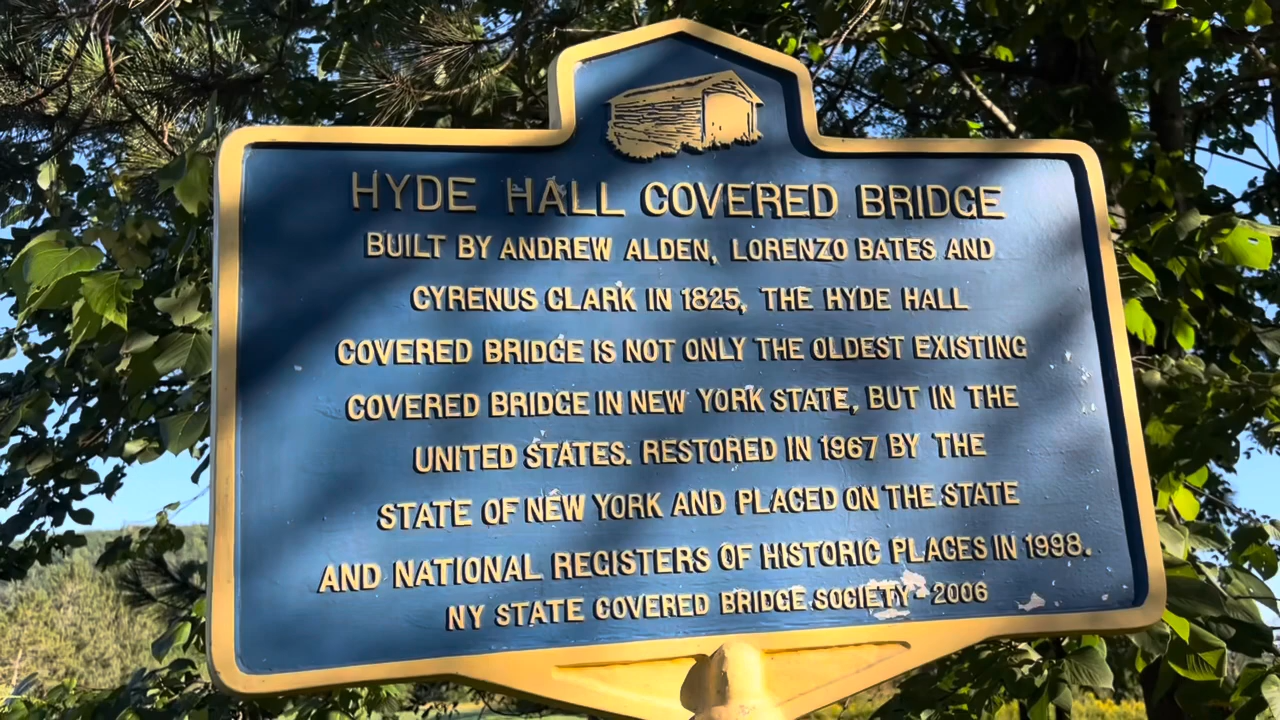 HYDE HALL COVERED BRIDGE
BUILT BY ANDREW ALDEN, LORENZO BATES AND
CYRENUS CLARK IN 1825, THE HYDE HALL
COVERED BRIDGE IS NOT ONLY THE OLDEST EXISTING
COVERED BRIDGE IN NEW YORK STATE, BUT IN THE
UNITED STATES. RESTORED IN 1967 BY THE
STATE OF NEW YORK AND PLACED ON THE STATE
AND NATIONAL REGISTERS OF HISTORIC PLACES IN 1998.
NY STATE COVERED BRIDGE SOCIETY 2006